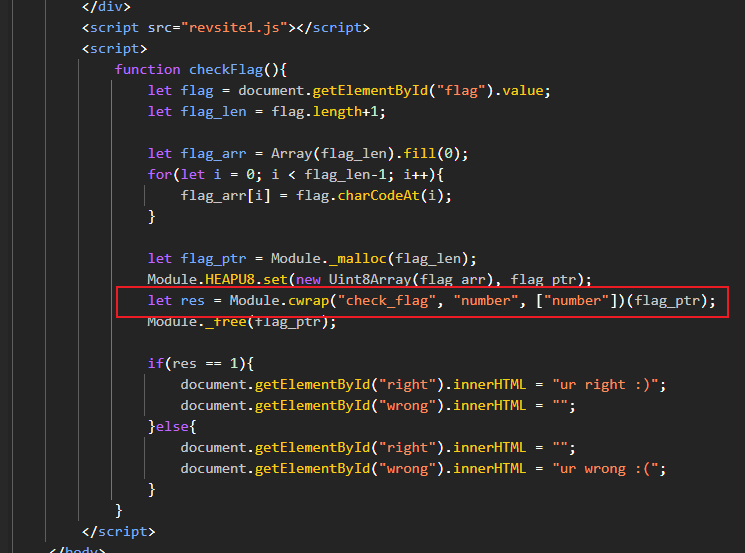 </div>
<script src="revsite1.js"></script>
<script>
function checkFlag(){
let flag = document.getElementById("flag").value;
let flag_len = flag.length+1;
let flag_arr = Array(flag_len).fill(0);
for(let i = 0; i < flag_len-1; i++){
flag_arr[i] = flag.charCodeAt(i);
}
let flag_ptr = Module._malloc(flag_len);
Module.HEAPU8.set(new Uint8Array(flag_arr), flag_ptr);
let res = Module.cwrap("check_flag", "number", ["number"])(flag_ptr);
Module._free(flag_ptr);
if(res == 1){
document.getElementById("right").innerHTML = "ur right :)";
document.getElementById("wrong").innerHTML = "";
}else{
document.getElementById("right").innerHTML = "";
document.getElementById("wrong").innerHTML = "ur wrong :(";
}
}
</script>
</body>